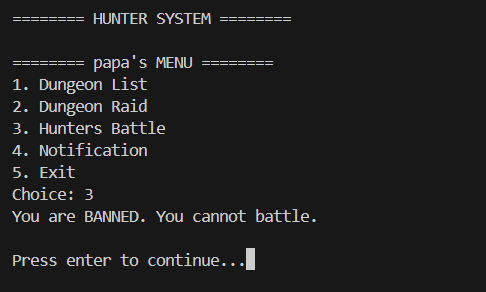 ======== HUNTER SYSTEM ========
======== papa's MENU ========
1. Dungeon List
2. Dungeon Raid
3. Hunters Battle
4. Notification
5. Exit
Choice: 3
You are BANNED. You cannot battle.
Press enter to continue...